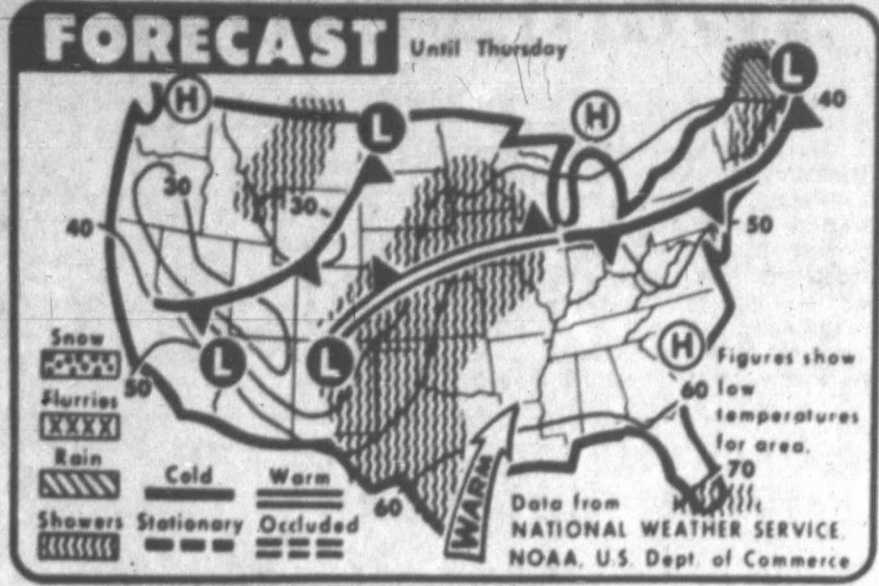 FORECAST Until Thursday
H
L
H
L
40
30
30
40
50
H
L
L
50
60
60
70
Snow
Flurries
Rain
Showers
Cold
Warm
Stationary
Occluded
WARM
Figures show
low
temperatures
for area.
Data from
NATIONAL WEATHER SERVICE,
NOAA, U.S. Dept. of Commerce